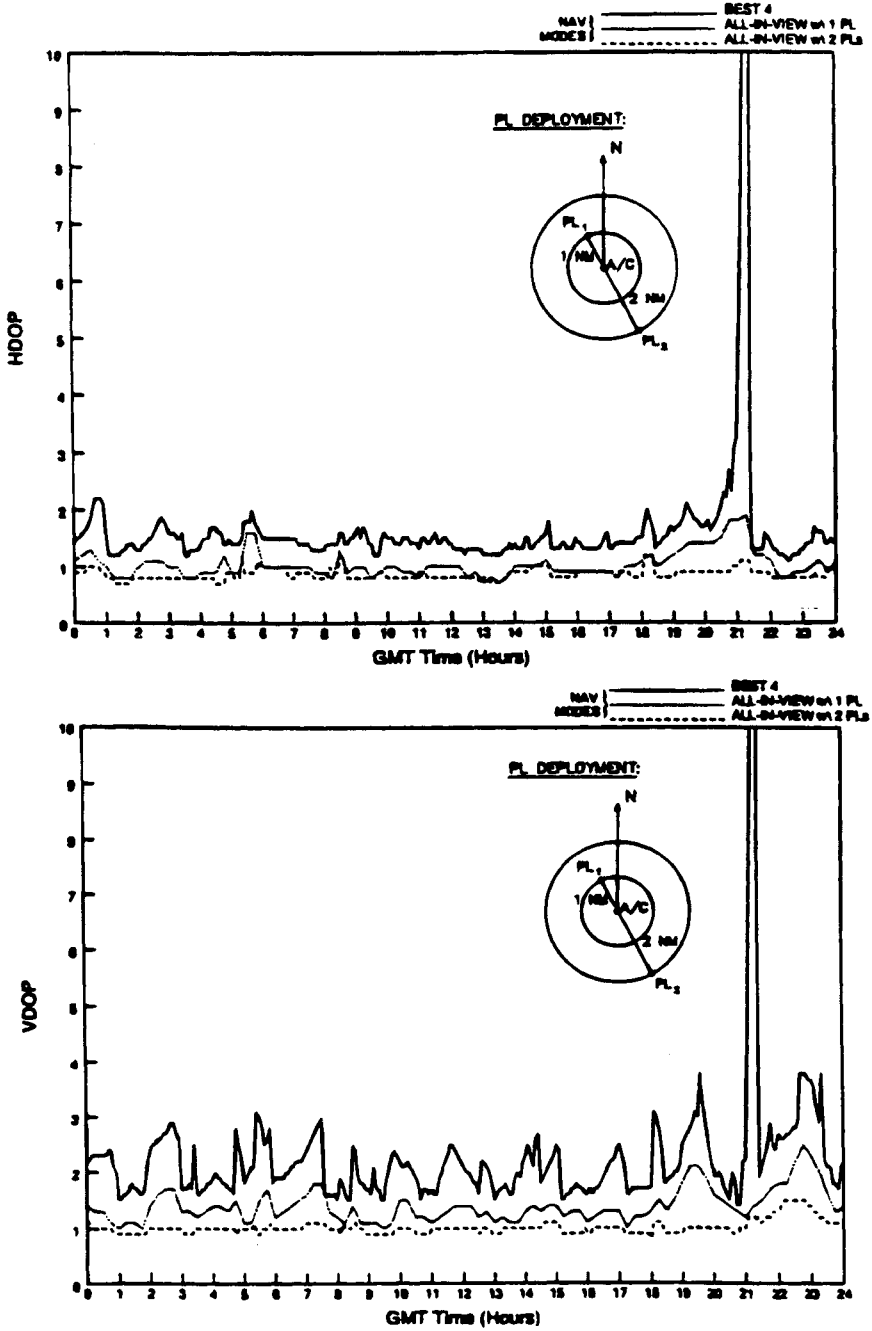 NAV MODES } BEST 4
ALL-IN-VIEW w\ 1 PL
ALL-IN-VIEW w\ 2 PLs
PL DEPLOYMENT:
N
PL1
1 NM
A/C
2 NM
PL2
HDOP
10
9
8
7
6
5
4
3
2
1
0
0 1 2 3 4 5 6 7 8 9 10 11 12 13 14 15 16 17 18 19 20 21 22 23 24
GMT Time (Hours)
NAV MODES } BEST 4
ALL-IN-VIEW w\ 1 PL
ALL-IN-VIEW w\ 2 PLs
PL DEPLOYMENT:
N
PL1
1 NM
A/C
2 NM
PL2
VDOP
10
9
8
7
6
5
4
3
2
1
0
0 1 2 3 4 5 6 7 8 9 10 11 12 13 14 15 16 17 18 19 20 21 22 23 24
GMT Time (Hours)